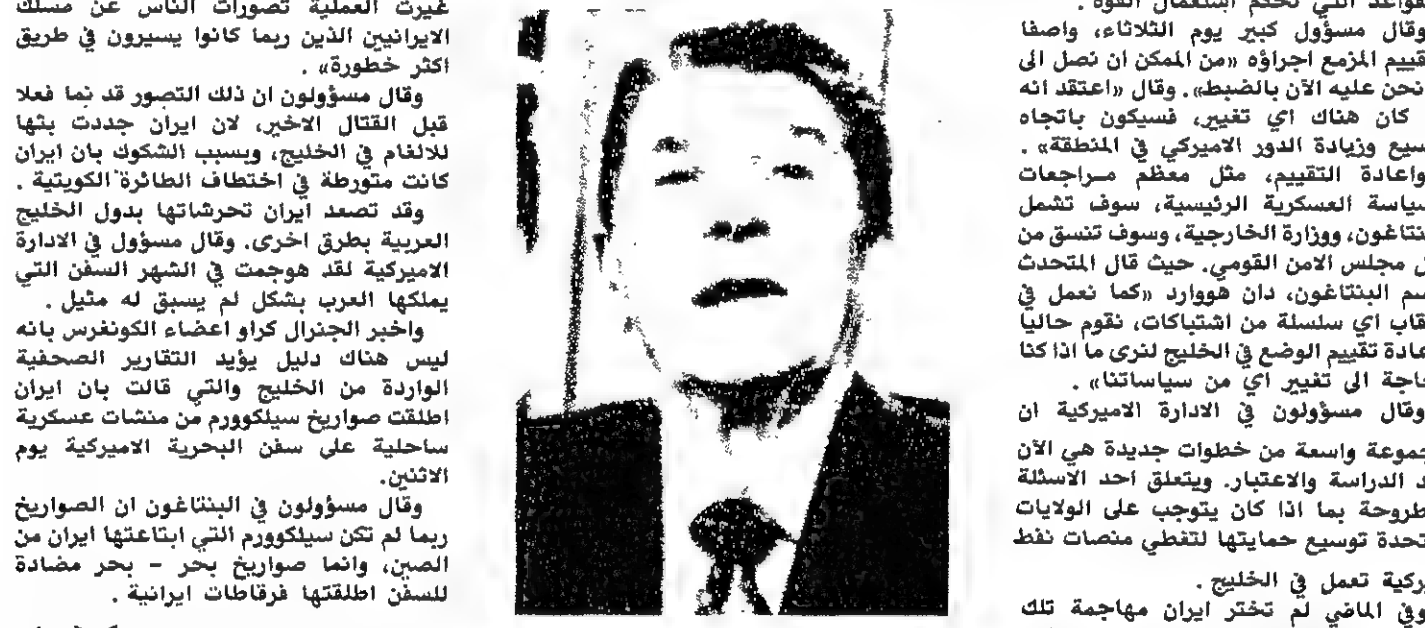 قواعد التي تحكم استعمال القوة .
وقال مسؤول كبير يوم الثلاثاء، واصفا
قييم المزمع اجراؤه «من الممكن ان نصل الى
نحن عليه الآن بالضبط». وقال «اعتقد انه
كان هناك اي تغيير، فسيكون باتجاه
سيع وزيادة الدور الاميركي في المنطقة» .
واعادة التقييم، مثل معظم مراجعات
سياسة العسكرية الرئيسية، سوف تشمل
نتاغون، ووزارة الخارجية، وسوف تنسق من
ل مجلس الامن القومي. حيث قال المتحدث
سم البنتاغون، دان هووارد «كما نعمل في
قاب اي سلسلة من اشتباكات، نقوم حاليا
عادة تقييم الوضع في الخليج لنرى ما اذا كنا
حاجة الى تغيير اي من سياساتنا» .
وقال مسؤولون في الادارة الاميركية ان
جموعة واسعة من خطوات جديدة هي الآن
د الدراسة والاعتبار. ويتعلق احد الاسئلة
طروحة بما اذا كان يتوجب على الولايات
تحدة توسيع حمايتها لتغطي منصات نفط
يركية تعمل في الخليج .
وفي الماضي لم تختر ايران مهاجمة تلك
غيرت العملية تصورات الناس عن مسلك
الايرانيين الذين ربما كانوا يسيرون في طريق
اكثر خطورة» .
وقال مسؤولون ان ذلك التصور قد نما فعلا
قبل القتال الاخير، لان ايران جددت بثها
للالغام في الخليج، وبسبب الشكوك بان ايران
كانت متورطة في اختطاف الطائرة الكويتية .
وقد تصعد ايران تحرشاتها بدول الخليج
العربية بطرق اخرى. وقال مسؤول في الادارة
الاميركية لقد هوجمت في الشهر السفن التي
يملكها العرب بشكل لم يسبق له مثيل .
واخبر الجنرال كراو اعضاء الكونغرس بانه
ليس هناك دليل يؤيد التقارير الصحفية
الواردة من الخليج والتي قالت بان ايران
اطلقت صواريخ سيلكوورم من منشات عسكرية
ساحلية على سفن البحرية الاميركية يوم
الاثنين.
وقال مسؤولون في البنتاغون ان الصواريخ
ربما لم تكن سيلكوورم التي ابتاعتها ايران من
الصين، وانما صواريخ بحر - بحر مضادة
للسفن اطلقتها فرقاطات ايرانية .